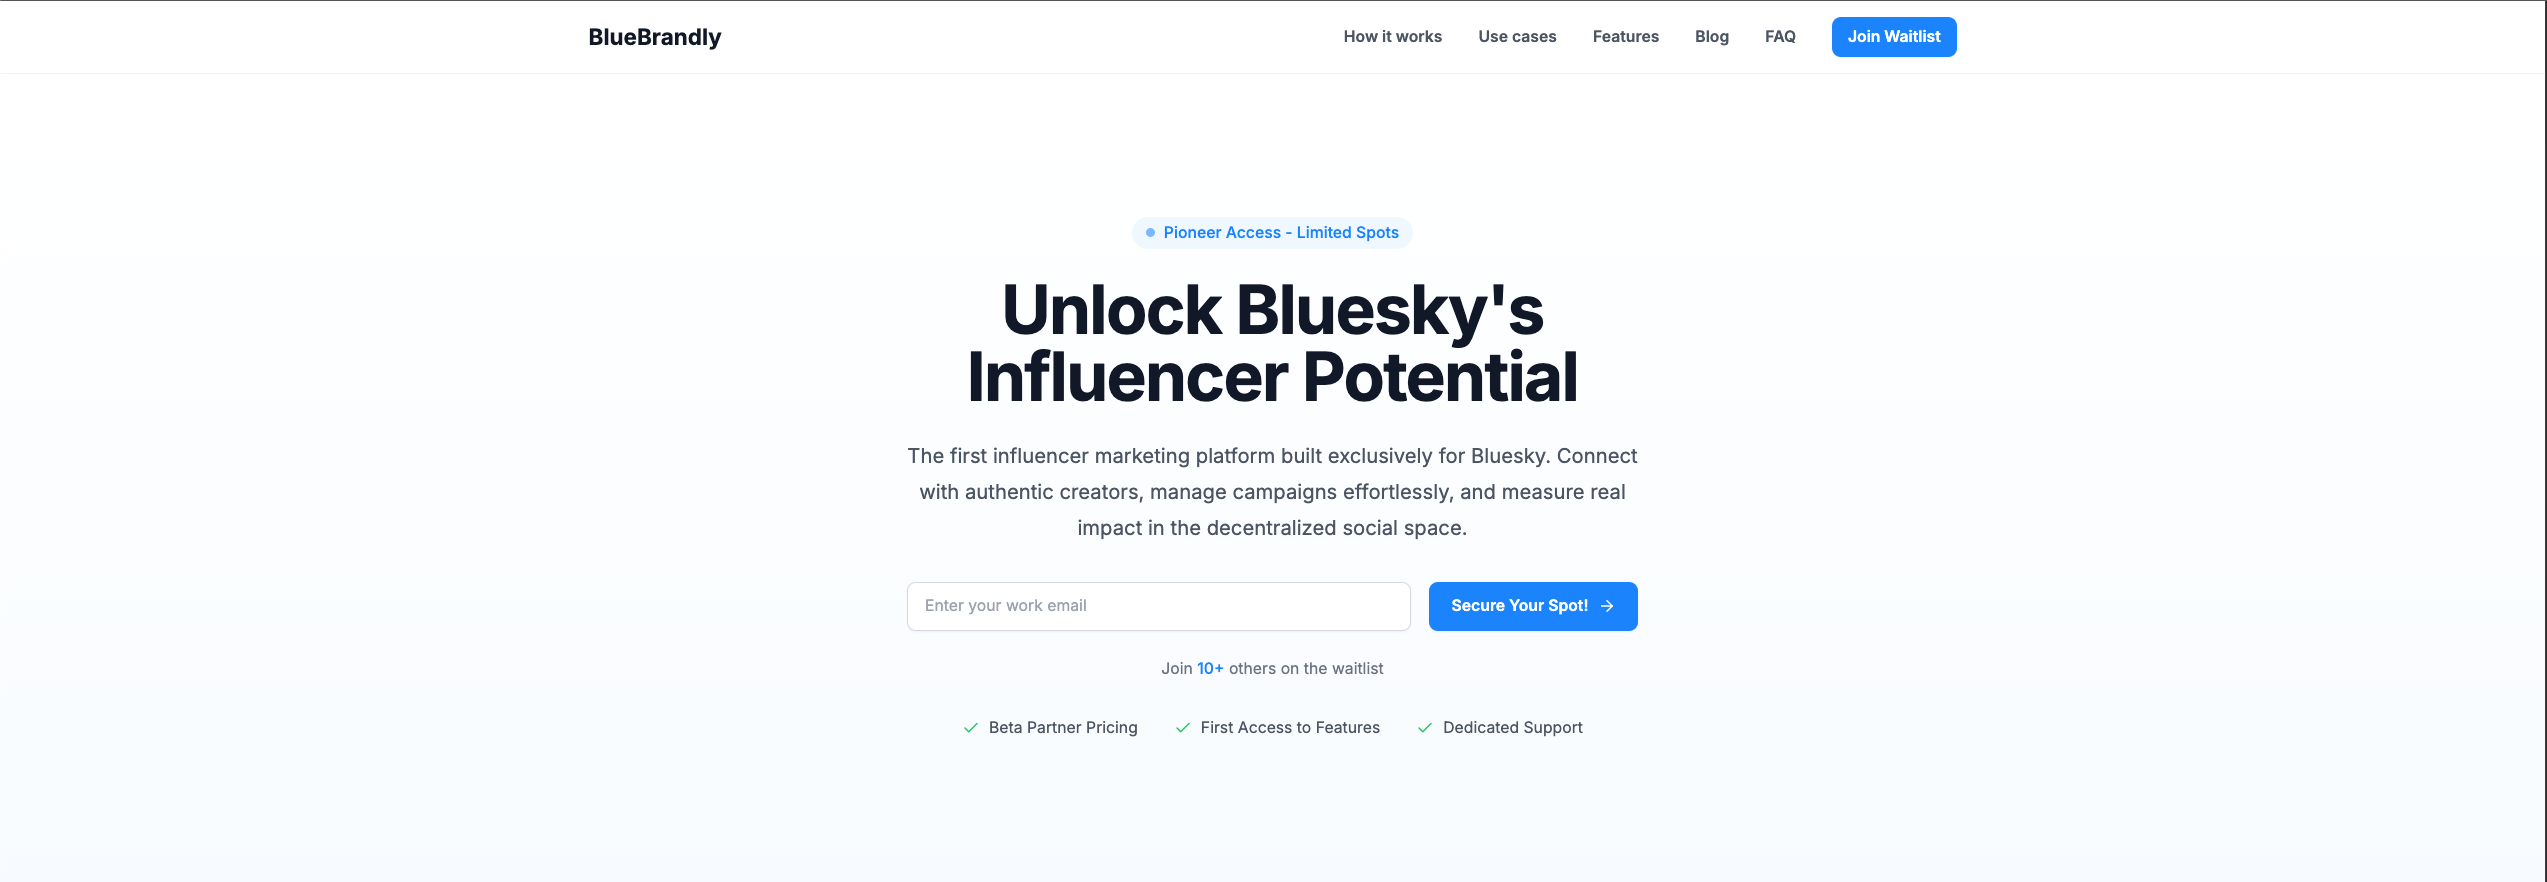 BlueBrandly
How it works
Use cases
Features
Blog
FAQ
Join Waitlist
Pioneer Access - Limited Spots
Unlock Bluesky's
Influencer Potential
The first influencer marketing platform built exclusively for Bluesky. Connect
with authentic creators, manage campaigns effortlessly, and measure real
impact in the decentralized social space.
Enter your work email
Secure Your Spot!
Join 10+ others on the waitlist
Beta Partner Pricing
First Access to Features
Dedicated Support